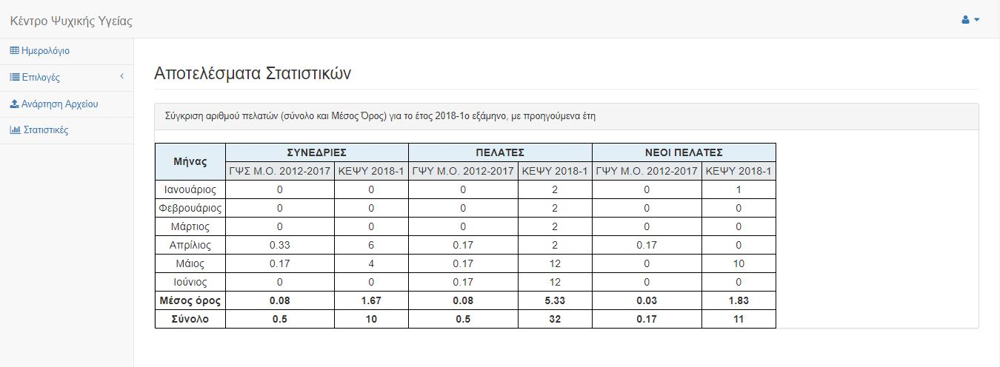 Κέντρο Ψυχικής Υγείας
Ημερολόγιο
Επιλογές
Ανάρτηση Αρχείου
Στατιστικές
Αποτελέσματα Στατιστικών
Σύγκριση αριθμού πελατών (σύνολο και Μέσος Όρος) για το έτος 2018-1ο εξάμηνο, με προηγούμενα έτη
Μήνας ΣΥΝΕΔΡΙΕΣ ΠΕΛΑΤΕΣ ΝΕΟΙ ΠΕΛΑΤΕΣ
ΓΨΣ Μ.Ο. 2012-2017 ΚΕΨΥ 2018-1 ΓΨΥ Μ.Ο. 2012-2017 ΚΕΨΥ 2018-1 ΓΨΥ Μ.Ο. 2012-2017 ΚΕΨΥ 2018-1
Ιανουάριος 0 0 0 2 0 1
Φεβρουάριος 0 0 0 2 0 0
Μάρτιος 0 0 0 2 0 0
Απρίλιος 0.33 6 0.17 2 0.17 0
Μάιος 0.17 4 0.17 12 0 10
Ιούνιος 0 0 0.17 12 0 0
Μέσος όρος 0.08 1.67 0.08 5.33 0.03 1.83
Σύνολο 0.5 10 0.5 32 0.17 11